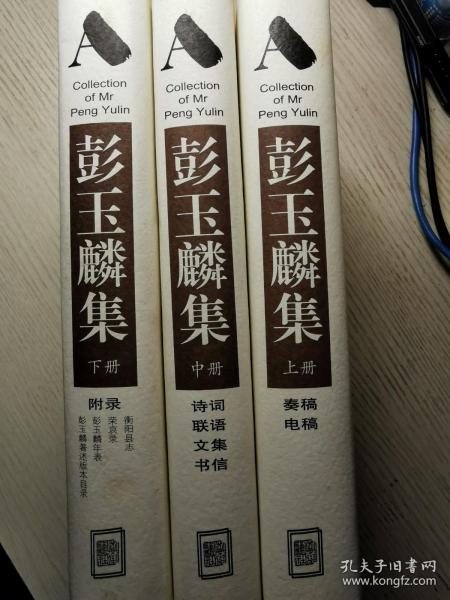 A
Collection
of Mr
Peng Yulin
彭玉麟集
下册
附录
衡阳县志
荣哀录
彭玉麟年表
彭玉麟著述版本目录
A
Collection
of Mr
Peng Yulin
彭玉麟集
中册
诗词
联语
文集
书信
A
Collection
of Mr
Peng Yulin
彭玉麟集
上册
奏稿
电稿
孔夫子旧书网
www.kongfz.com